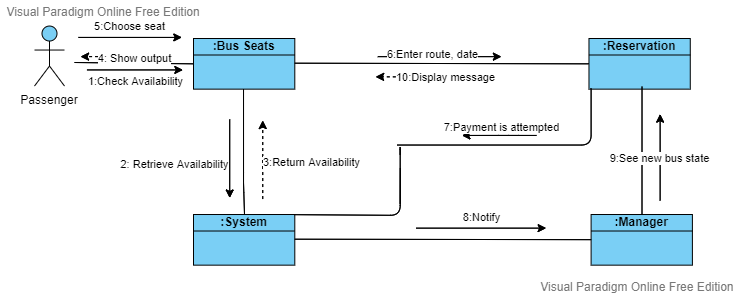 Visual Paradigm Online Free Edition
5:Choose seat
:Bus Seats
:Reservation
4: Show output
6:Enter route, date
1:Check Availability
10:Display message
Passenger
7:Payment is attempted
2: Retrieve Availability
3:Return Availability
9:See new bus state
:System
8:Notify
:Manager
Visual Paradigm Online Free Edition